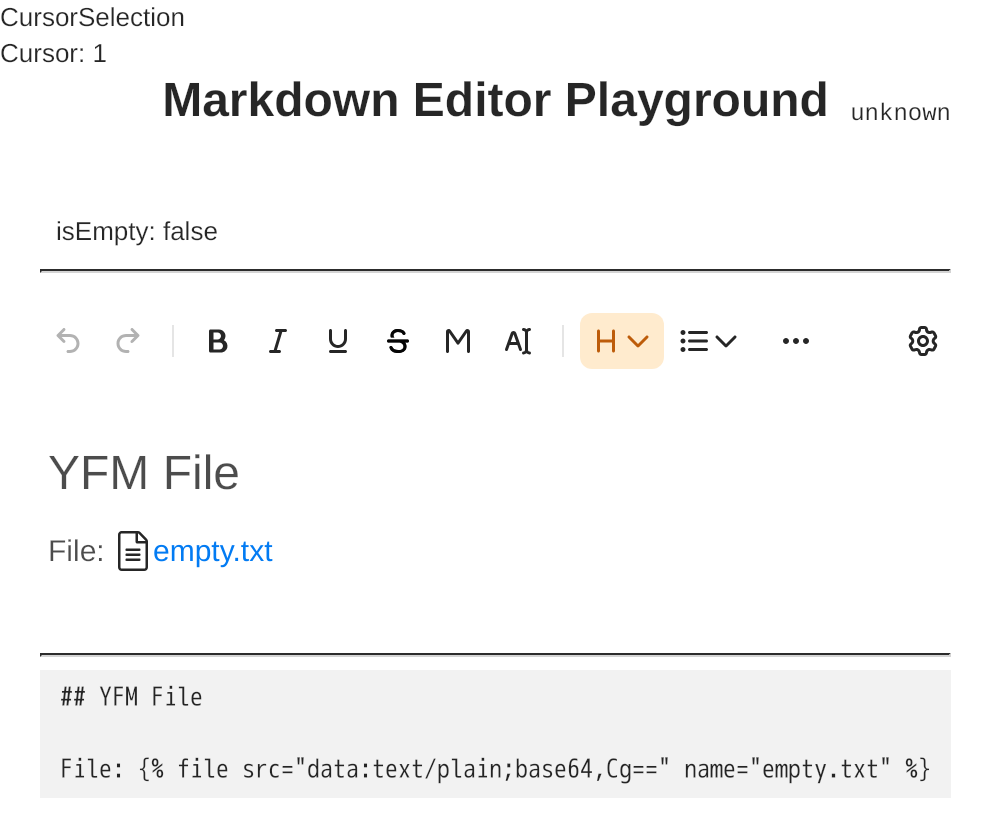 CursorSelection
Cursor: 1
Markdown Editor Playground unknown
isEmpty: false
B I U S M AI H
YFM File
File: empty.txt
## YFM File
File: {% file src="data:text/plain;base64,Cg==" name="empty.txt" %}